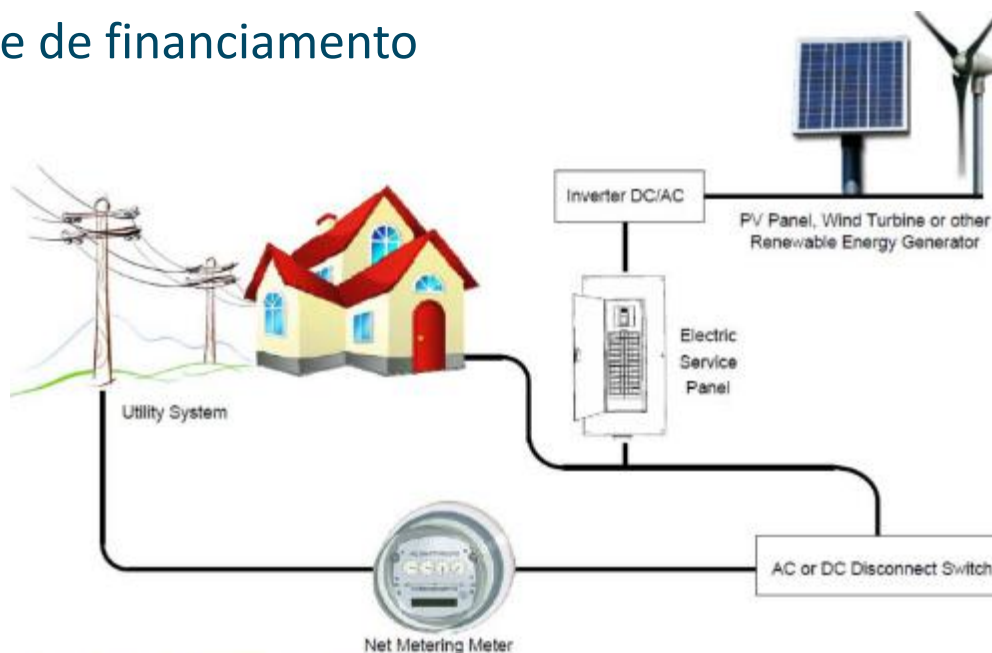 e de financiamento
Inverter DC/AC
PV Panel, Wind Turbine or other
Renewable Energy Generator
Electric
Service
Panel
Utility System
AC or DC Disconnect Switch
Net Metering Meter